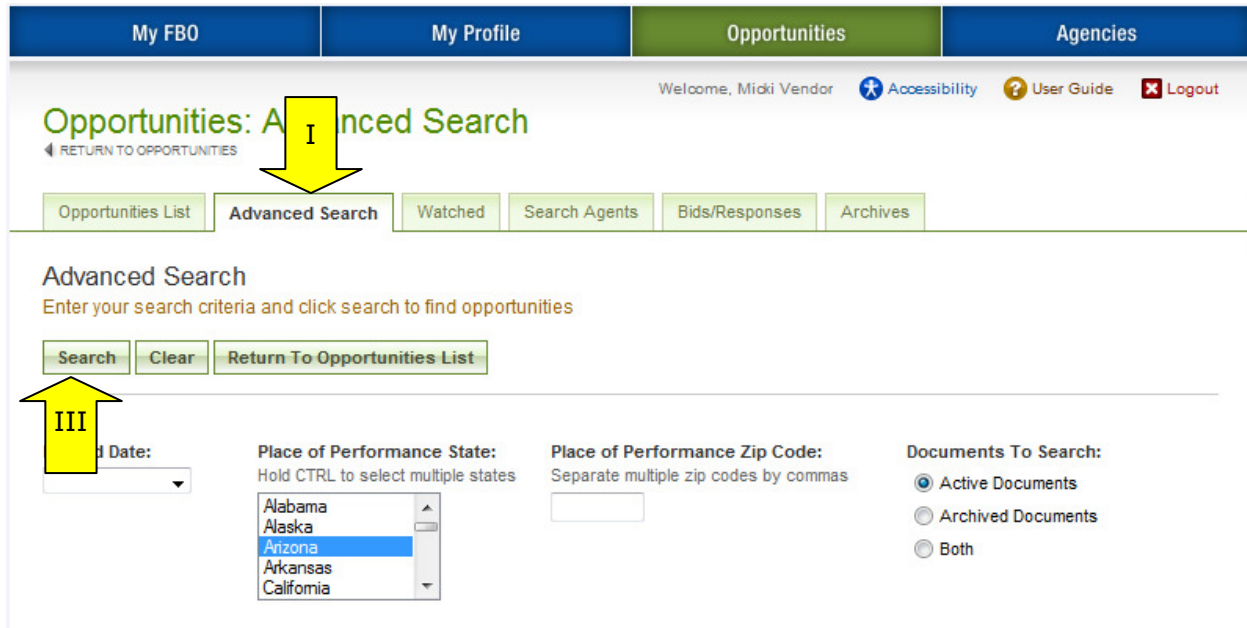 My FBO My Profile Opportunities Agencies
Welcome, Micki Vendor Accessibility User Guide Logout
Opportunities: A nced Search
I
RETURN TO OPPORTUNITIES
Opportunities List Advanced Search Watched Search Agents Bids/Responses Archives
Advanced Search
Enter your search criteria and click search to find opportunities
Search Clear Return To Opportunities List
III
d Date: Place of Performance State: Place of Performance Zip Code: Documents To Search:
Hold CTRL to select multiple states Separate multiple zip codes by commas
Active Documents
Alabama
Alaska
Archived Documents
Arizona
Both
Arkansas
California